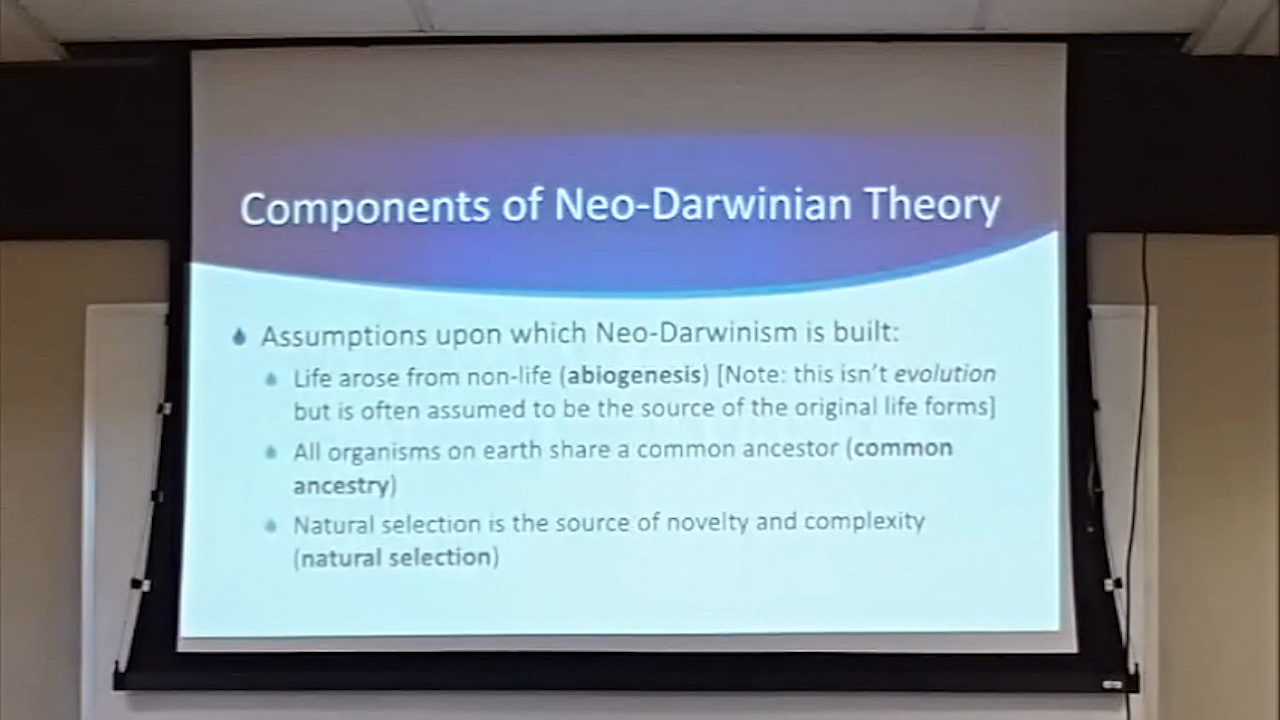 Components of Neo-Darwinian Theory
Assumptions upon which Neo-Darwinism is built:
Life arose from non-life (abiogenesis) [Note: this isn't evolution
but is often assumed to be the source of the original life forms]
All organisms on earth share a common ancestor (common
ancestry)
Natural selection is the source of novelty and complexity
(natural selection)